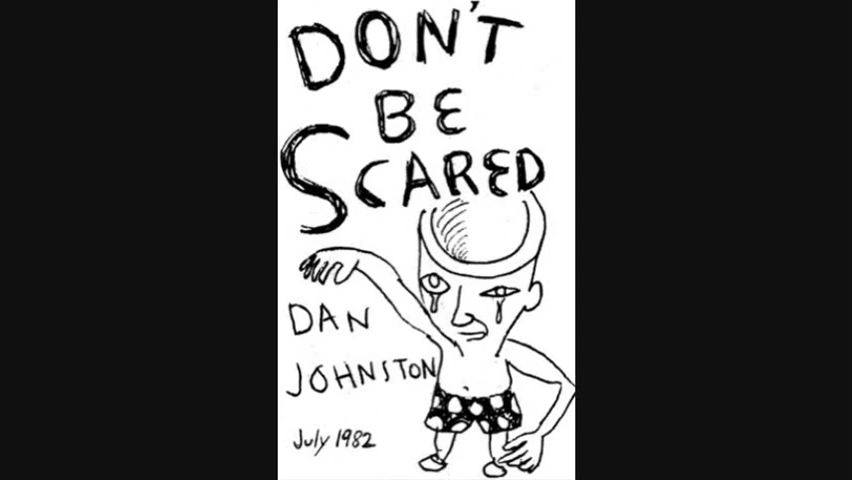 DON'T
BE
SCARED
DAN
JOHNSTON
July 1982